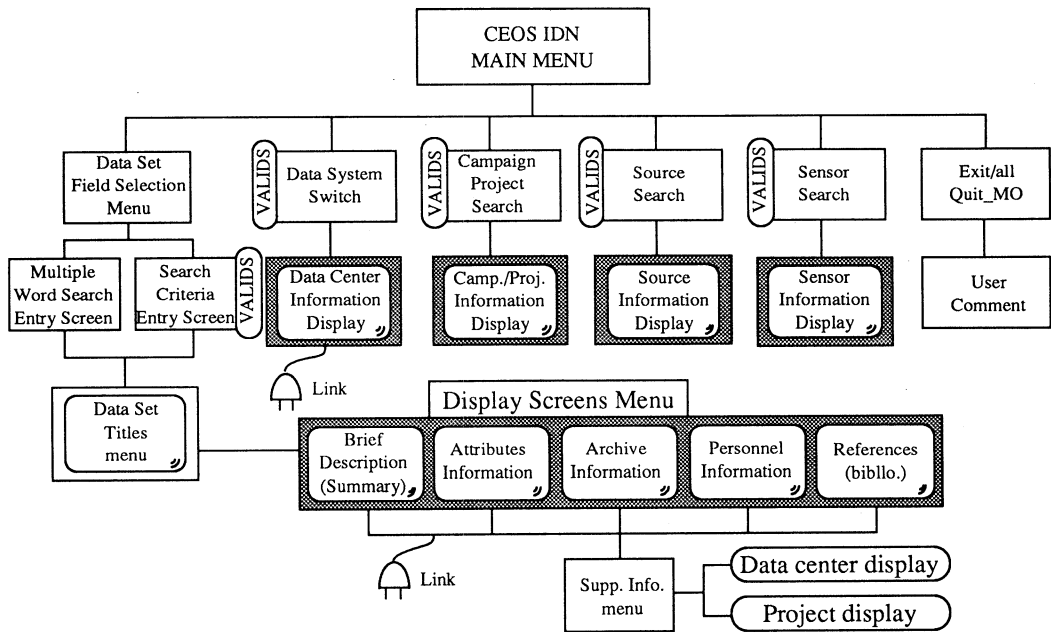 CEOS IDN
MAIN MENU
Data Set
Field Selection
Menu
VALIDS
Data System
Switch
VALIDS
Campaign
Project
Search
VALIDS
Source
Search
VALIDS
Sensor
Search
Exit/all
Quit_MO
Multiple
Word Search
Entry Screen
Search
Criteria
Entry Screen
VALIDS
Data Center
Information
Display
Camp./Proj.
Information
Display
Source
Information
Display
Sensor
Information
Display
User
Comment
Link
Data Set
Titles
menu
Display Screens Menu
Brief
Description
(Summary)
Attributes
Information
Archive
Information
Personnel
Information
References
(bibllo.)
Link
Supp. Info.
menu
Data center display
Project display